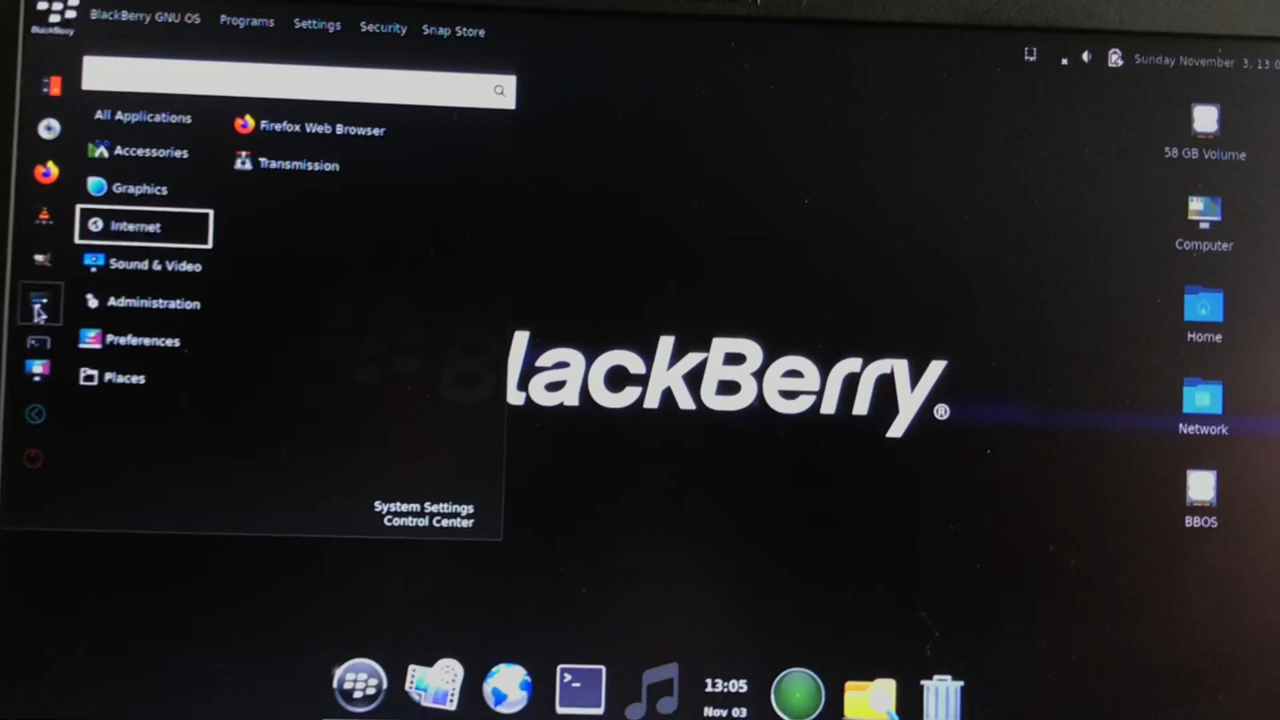 BlackBerry
BlackBerry GNU OS Programs Settings Security Snap Store
Sunday November 3, 13:0
All Applications
Accessories
Graphics
Internet
Sound & Video
Administration
Preferences
Places
Firefox Web Browser
Transmission
System Settings
Control Center
lackBerry®
58 GB Volume
Computer
Home
Network
BBOS
13:05
Nov 03